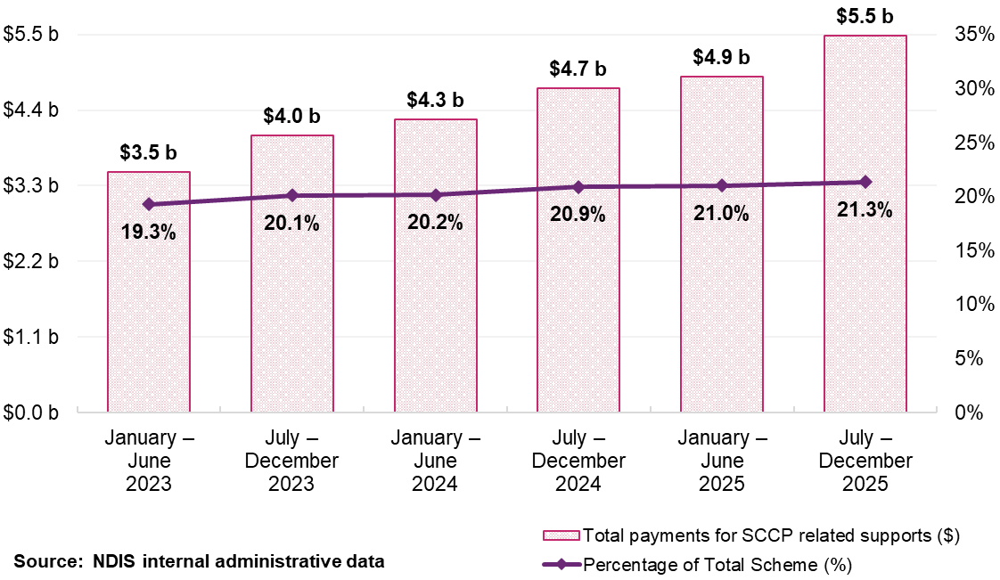 $5.5 b
$4.4 b
$3.3 b
$2.2 b
$1.1 b
$0.0 b
$3.5 b
$4.0 b
$4.3 b
$4.7 b
$4.9 b
$5.5 b
19.3%
20.1%
20.2%
20.9%
21.0%
21.3%
35%
30%
25%
20%
15%
10%
5%
0%
January –
June
2023
July –
December
2023
January –
June
2024
July –
December
2024
January –
June
2025
July –
December
2025
Total payments for SCCP related supports ($)
Percentage of Total Scheme (%)
Source: NDIS internal administrative data